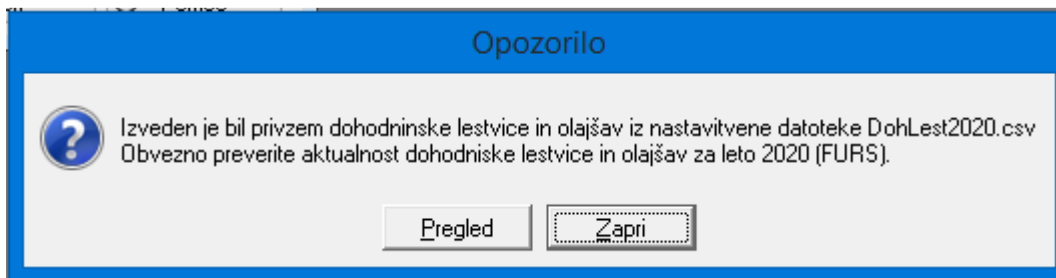 Opozorilo
Izveden je bil privzem dohodninske lestvice in olajšav iz nastavitvene datoteke DohLest2020.csv
Obvezno preverite aktualnost dohodniske lestvice in olajšav za leto 2020 (FURS).
Pregled Zapri